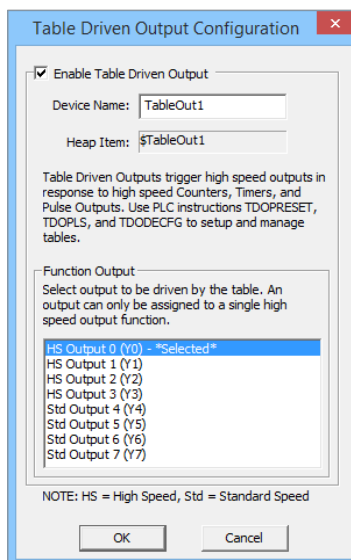 Table Driven Output Configuration
Enable Table Driven Output
Device Name: TableOut1
Heap Item: $TableOut1
Table Driven Outputs trigger high speed outputs in
response to high speed Counters, Timers, and
Pulse Outputs. Use PLC instructions TDOPRESET,
TDOPLS, and TDODECFG to setup and manage
tables.
Function Output
Select output to be driven by the table. An
output can only be assigned to a single high
speed output function.
HS Output 0 (Y0) - *Selected*
HS Output 1 (Y1)
HS Output 2 (Y2)
HS Output 3 (Y3)
Std Output 4 (Y4)
Std Output 5 (Y5)
Std Output 6 (Y6)
Std Output 7 (Y7)
NOTE: HS = High Speed, Std = Standard Speed
OK Cancel